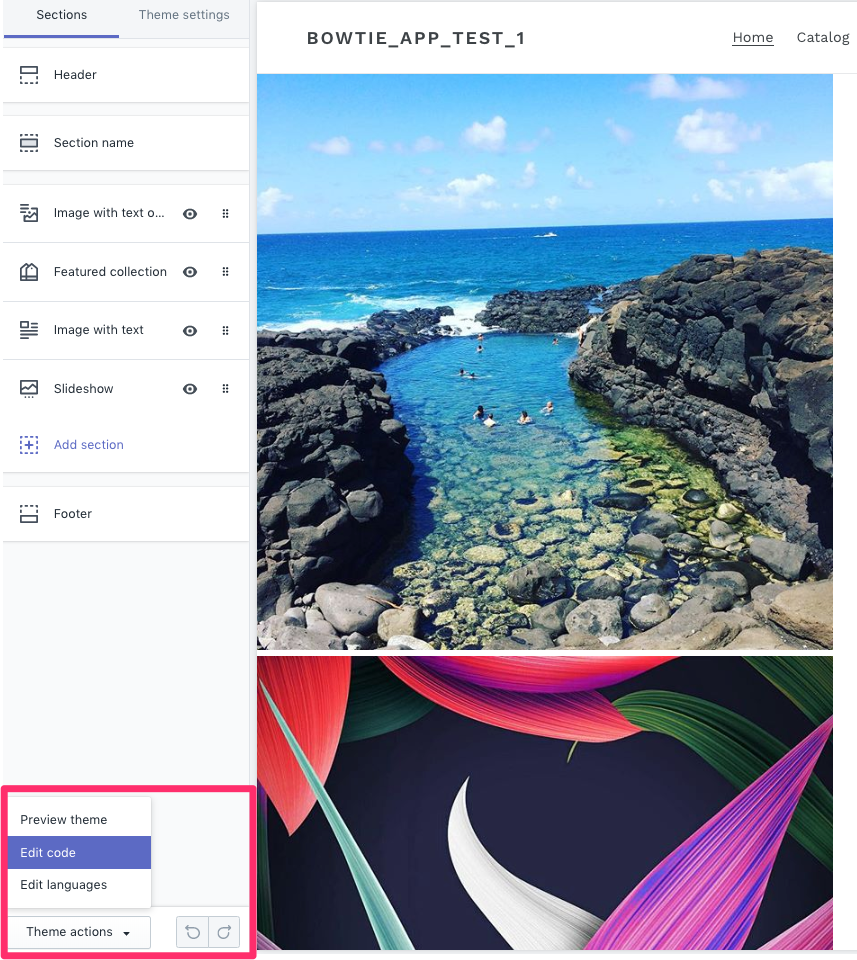 Sections
Theme settings
Header
Section name
Image with text o...
Featured collection
Image with text
Slideshow
Add section
Footer
Preview theme
Edit code
Edit languages
Theme actions
BOWTIE_APP_TEST_1
Home
Catalog